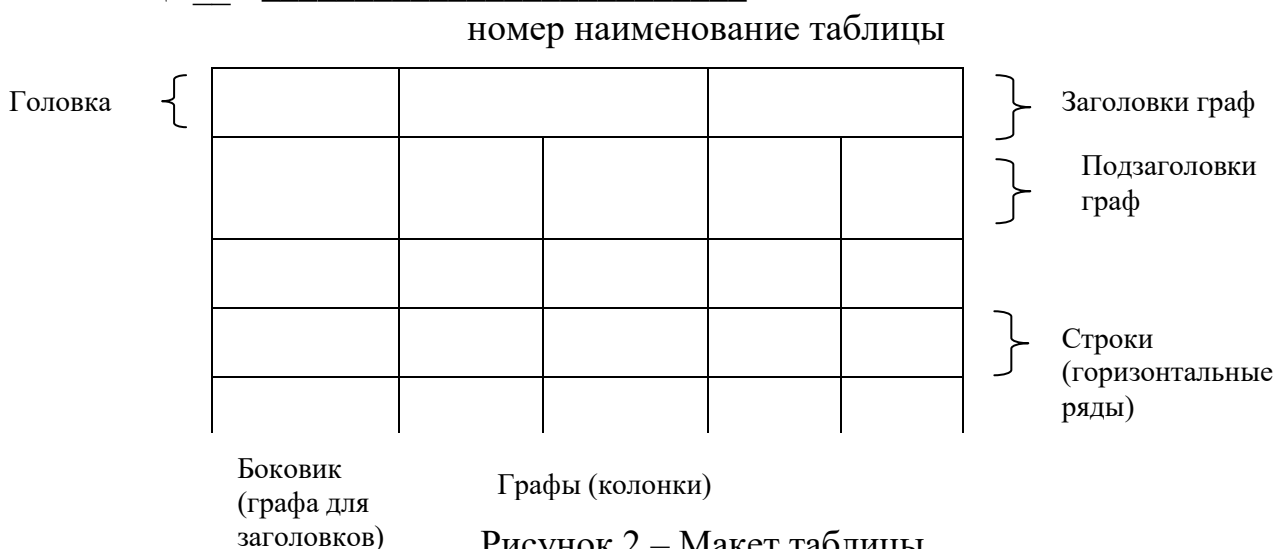 номер наименование таблицы
Головка
Заголовки граф
Подзаголовки
граф
Строки
(горизонтальные
ряды)
Боковик
(графа для
заголовков)
Графы (колонки)
Рисунок 2 – Макет таблицы